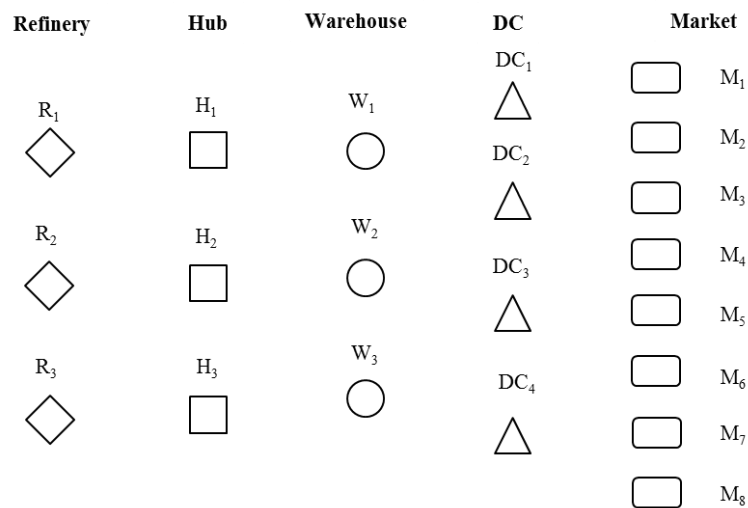 Refinery Hub Warehouse DC Market
DC₁
M₁
R₁ H₁ W₁
M₂
DC₂
M₃
R₂ H₂ W₂
M₄
DC₃
M₅
R₃ H₃ W₃
M₆
DC₄
M₇
M₈